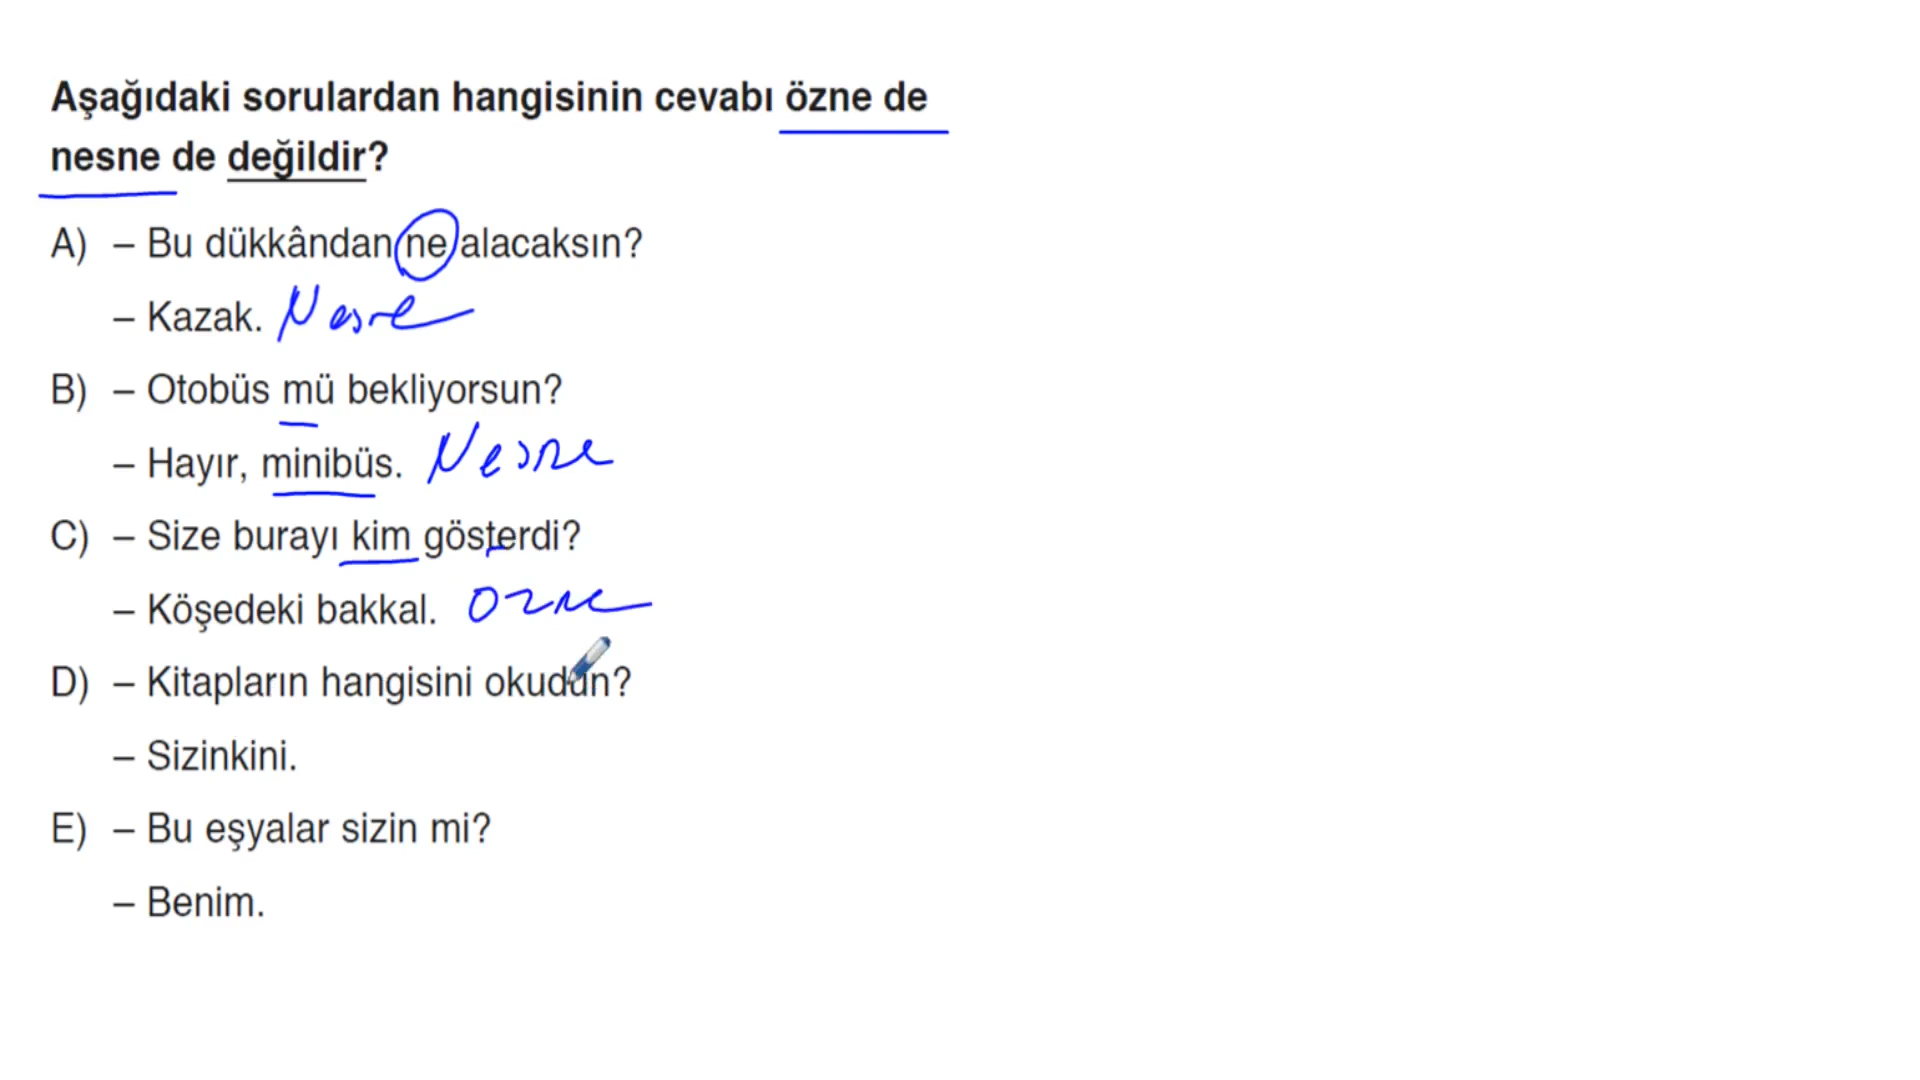 Aşağıdaki sorulardan hangisinin cevabı özne de
nesne de değildir?
A) – Bu dükkândan ne alacaksın?
– Kazak. Nesne
B) – Otobüs mü bekliyorsun?
– Hayır, minibüs. Nesne
C) – Size burayı kim gösterdi?
– Köşedeki bakkal. Özne
D) – Kitapların hangisini okudun?
– Sizinkini.
E) – Bu eşyalar sizin mi?
– Benim.